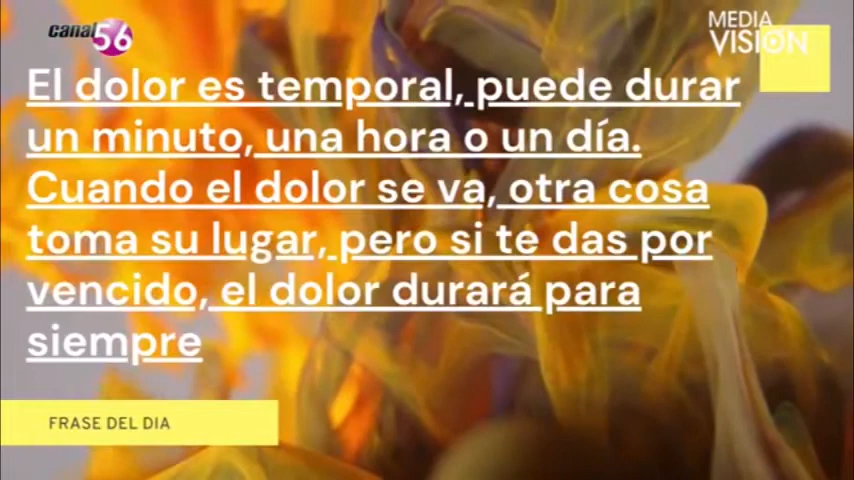 canal 56
MEDIA
VISIÓN
El dolor es temporal, puede durar
un minuto, una hora o un día.
Cuando el dolor se va, otra cosa
toma su lugar, pero si te das por
vencido, el dolor durará para
siempre
FRASE DEL DIA